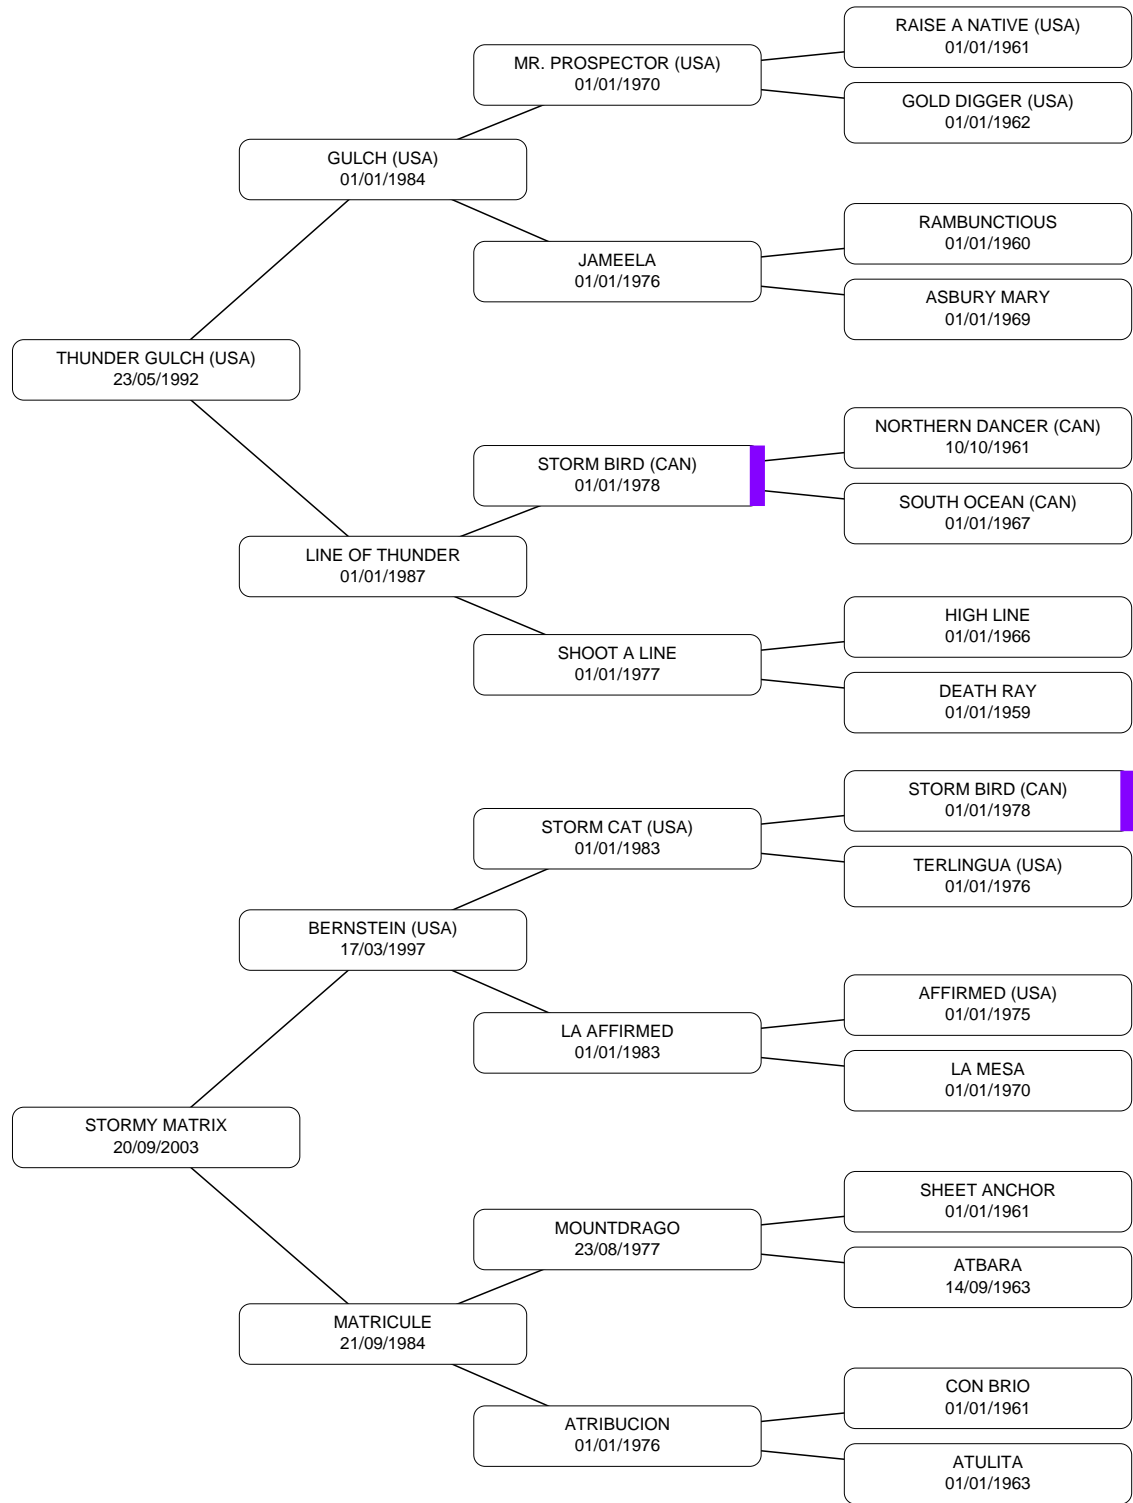 RAISE A NATIVE (USA)
01/01/1961
MR. PROSPECTOR (USA)
01/01/1970
GOLD DIGGER (USA)
01/01/1962
GULCH (USA)
01/01/1984
RAMBUNCTIOUS
01/01/1960
JAMEELA
01/01/1976
ASBURY MARY
01/01/1969
THUNDER GULCH (USA)
23/05/1992
NORTHERN DANCER (CAN)
10/10/1961
STORM BIRD (CAN)
01/01/1978
SOUTH OCEAN (CAN)
01/01/1967
LINE OF THUNDER
01/01/1987
HIGH LINE
01/01/1966
SHOOT A LINE
01/01/1977
DEATH RAY
01/01/1959
STORM BIRD (CAN)
01/01/1978
STORM CAT (USA)
01/01/1983
TERLINGUA (USA)
01/01/1976
BERNSTEIN (USA)
17/03/1997
AFFIRMED (USA)
01/01/1975
LA AFFIRMED
01/01/1983
LA MESA
01/01/1970
STORMY MATRIX
20/09/2003
SHEET ANCHOR
01/01/1961
MOUNTDRAGO
23/08/1977
ATBARA
14/09/1963
MATRICULE
21/09/1984
CON BRIO
01/01/1961
ATRIBUCION
01/01/1976
ATULITA
01/01/1963